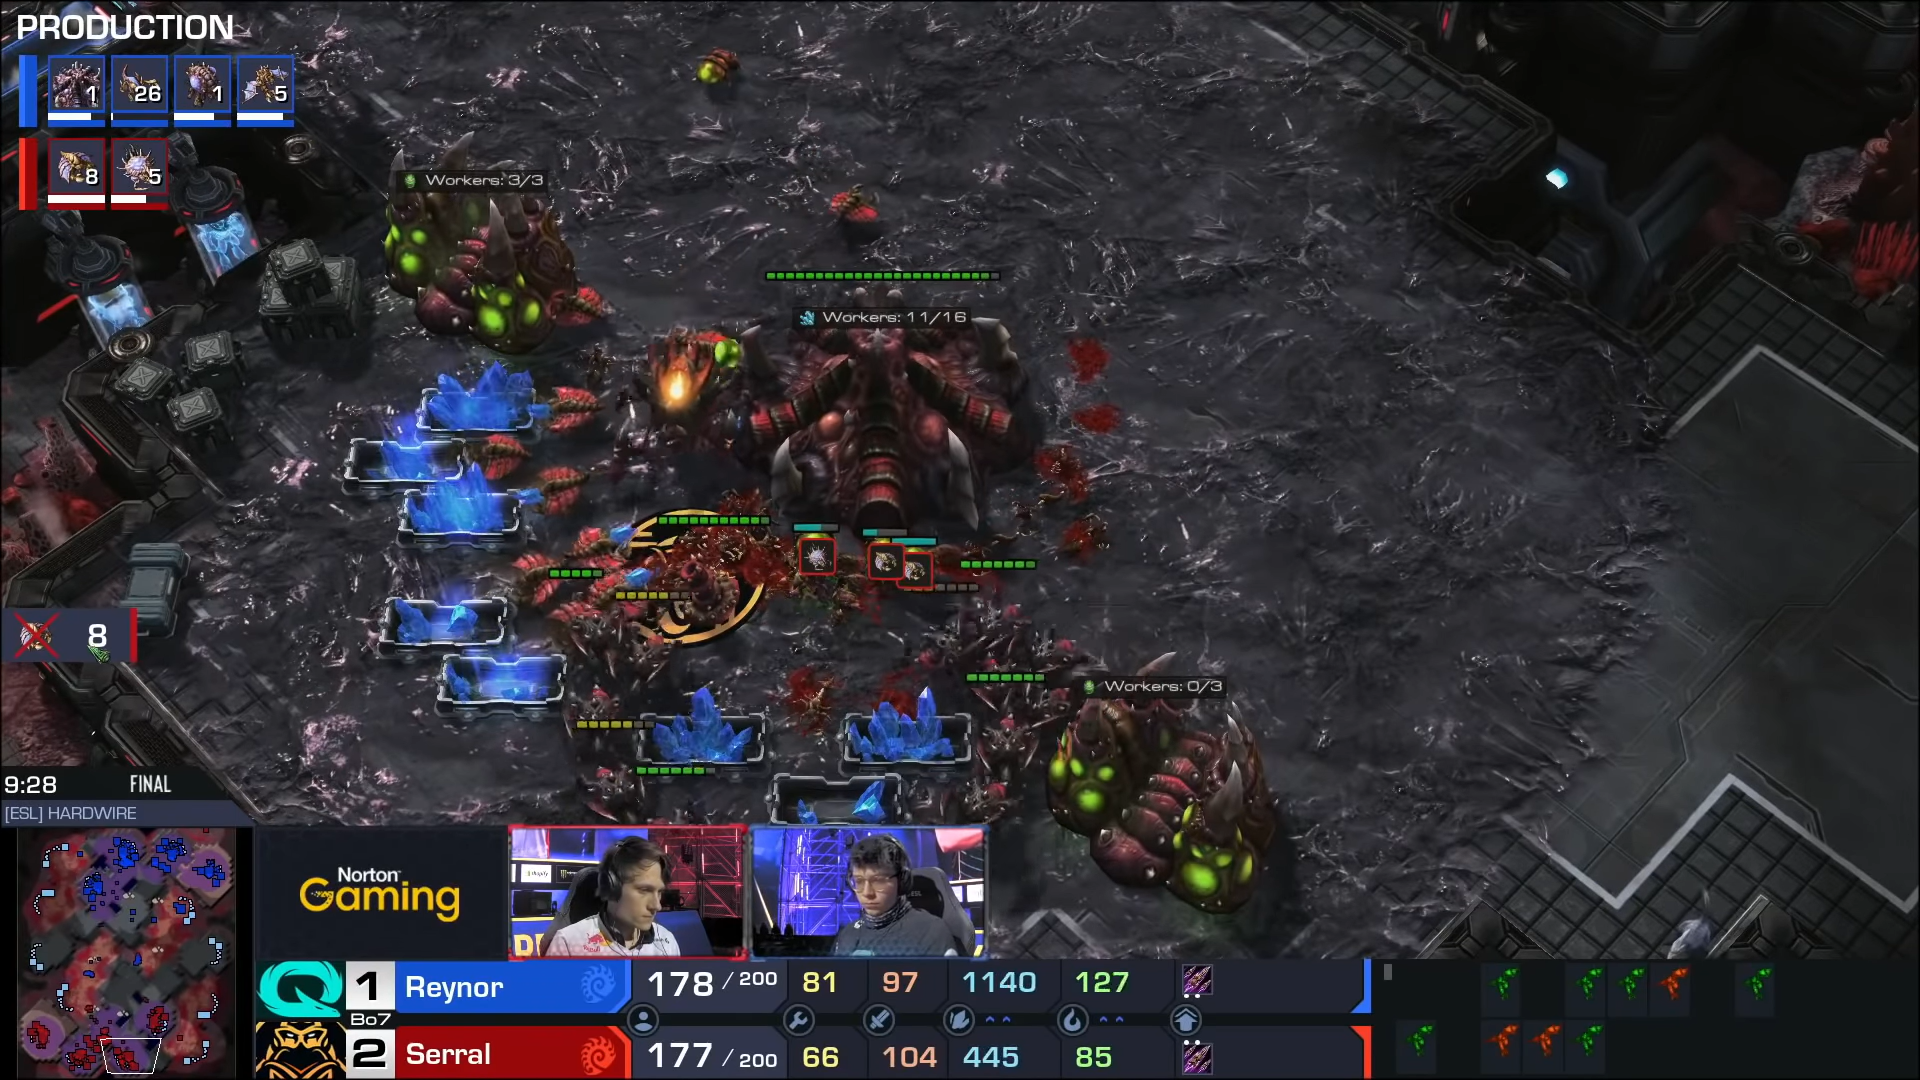 PRODUCTION
1 26 1 5
8 5
Workers: 3/3
Workers: 11/16
8
Workers: 0/3
9:28 FINAL
[ESL] HARDWIRE
Norton
Gaming
1 Reynor 178 / 200 81 97 1140 127
Bo7
2 Serral 177 / 200 66 104 445 85